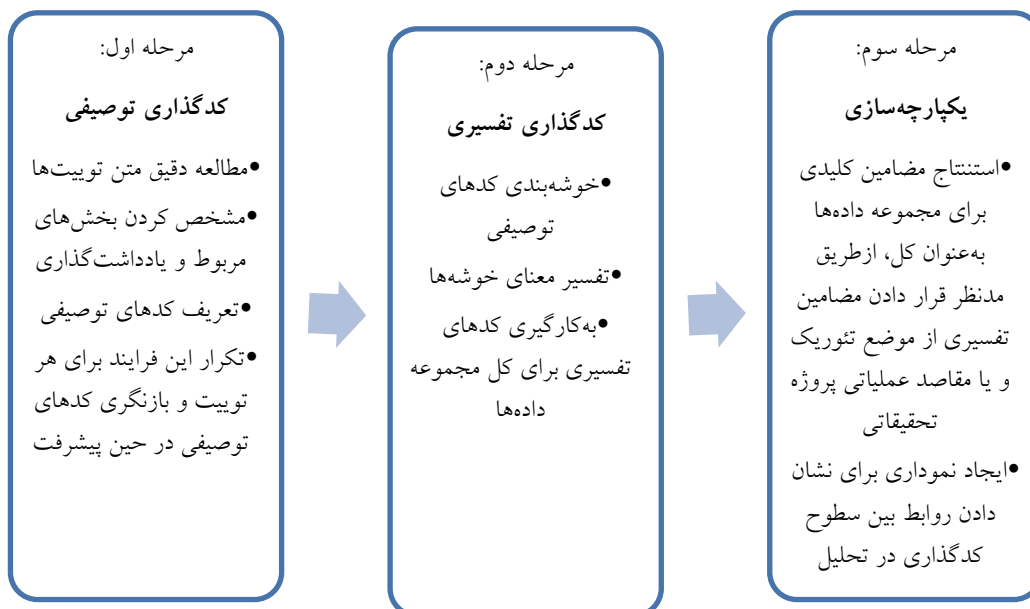 مرحله اول:
کدگذاری توصیفی
•مطالعه دقیق متن توییت‌ها
•مشخص کردن بخش‌های
مربوط و یادداشت‌گذاری
•تعریف کدهای توصیفی
•تکرار این فرایند برای هر
توییت و بازنگری کدهای
توصیفی در حین پیشرفت
مرحله دوم:
کدگذاری تفسیری
•خوشه‌بندی کدهای
توصیفی
•تفسیر معنای خوشه‌ها
•به‌کارگیری کدهای
تفسیری برای کل مجموعه
داده‌ها
مرحله سوم:
یکپارچه‌سازی
•استنتاج مضامین کلیدی
برای مجموعه داده‌ها
به‌عنوان کل، ازطریق
مدنظر قرار دادن مضامین
تفسیری از موضع تئوریک
و یا مقاصد عملیاتی پروژه
تحقیقاتی
•ایجاد نموداری برای نشان
دادن روابط بین سطوح
کدگذاری در تحلیل